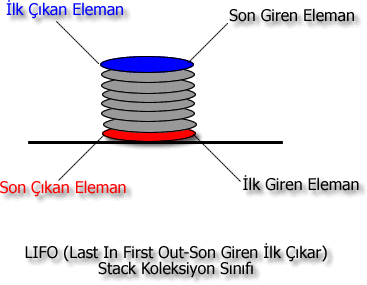 İlk Çıkan Eleman
Son Giren Eleman
Son Çıkan Eleman
İlk Giren Eleman
LIFO (Last In First Out-Son Giren İlk Çıkar)
Stack Koleksiyon Sınıfı